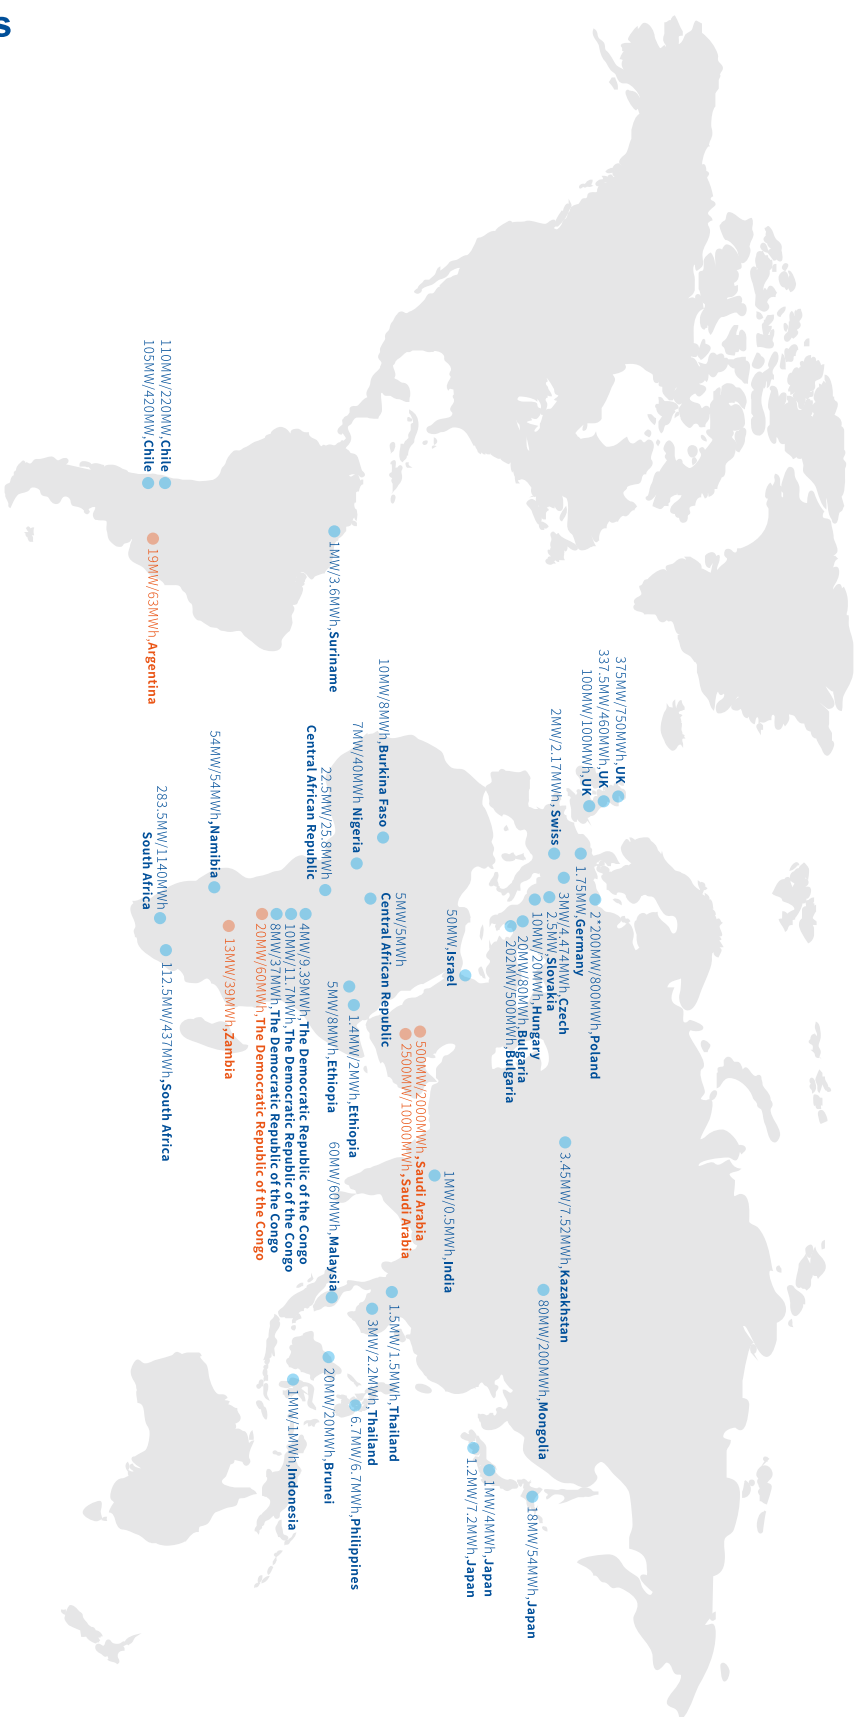 s
375MW/750MWh,UK
337.5MW/460MWh,UK
100MW/100MWh,UK
2*200MW/800MWh,Poland
1.75MW,Germany
3MW/4.474MWh,Czech
2MW/2.17MWh, Swiss
2.5MW,Slovakia
10MW/20MWh,Hungary
20MW/80MWh,Bulgaria
202MW/500MWh,Bulgaria
3.45MW/7.52MWh,Kazakhstan
80MW/200MWh,Mongolia
18MW/54MWh,Japan
1MW/4MWh,Japan
1.2MW/7.2MWh,Japan
50MW,Israel
1MW/0.5MWh,India
500MW/2000MWh,Saudi Arabia
2500MW/10000MWh,Saudi Arabia
5MW/5MWh
Central African Republic
1.5MW/1.5MWh,Thailand
3MW/2.2MWh,Thailand
10MW/8MWh,Burkina Faso
7MW/40MWh Nigeria
1.4MW/2MWh,Ethiopia
5MW/8MWh,Ethiopia
6.7MW/6.7MWh,Philippines
60MW/60MWh,Malaysia
20MW/20MWh,Brunei
1MW/3.6MWh,Suriname
22.5MW/25.8MWh
Central African Republic
4MW/9.39MWh,The Democratic Republic of the Congo
10MW/11.7MWh,The Democratic Republic of the Congo
8MW/37MWh,The Democratic Republic of the Congo
20MW/60MWh,The Democratic Republic of the Congo
1MW/1MWh,Indonesia
13MW/39MWh,Zambia
54MW/54MWh,Namibia
110MW/220MW,Chile
105MW/420MW,Chile
19MW/63MWh,Argentina
283.5MW/1140MWh
South Africa
112.5MW/437MWh,South Africa